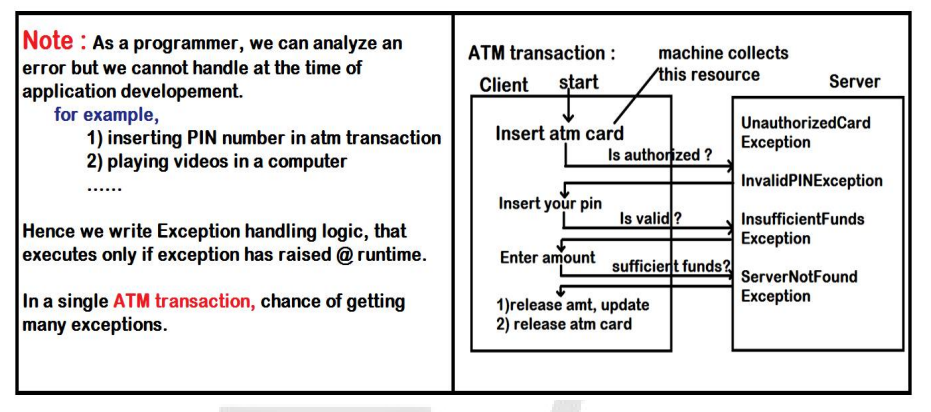 Note : As a programmer, we can analyze an
error but we cannot handle at the time of
application developement.
for example,
1) inserting PIN number in atm transaction
2) playing videos in a computer
......
Hence we write Exception handling logic, that
executes only if exception has raised @ runtime.
In a single ATM transaction, chance of getting
many exceptions.
ATM transaction :
machine collects
this resource
Client
start
Server
Insert atm card
UnauthorizedCard
Exception
Is authorized ?
InvalidPINException
Insert your pin
Is valid ?
InsufficientFunds
Exception
Enter amount
sufficient funds?
ServerNotFound
Exception
1)release amt, update
2) release atm card